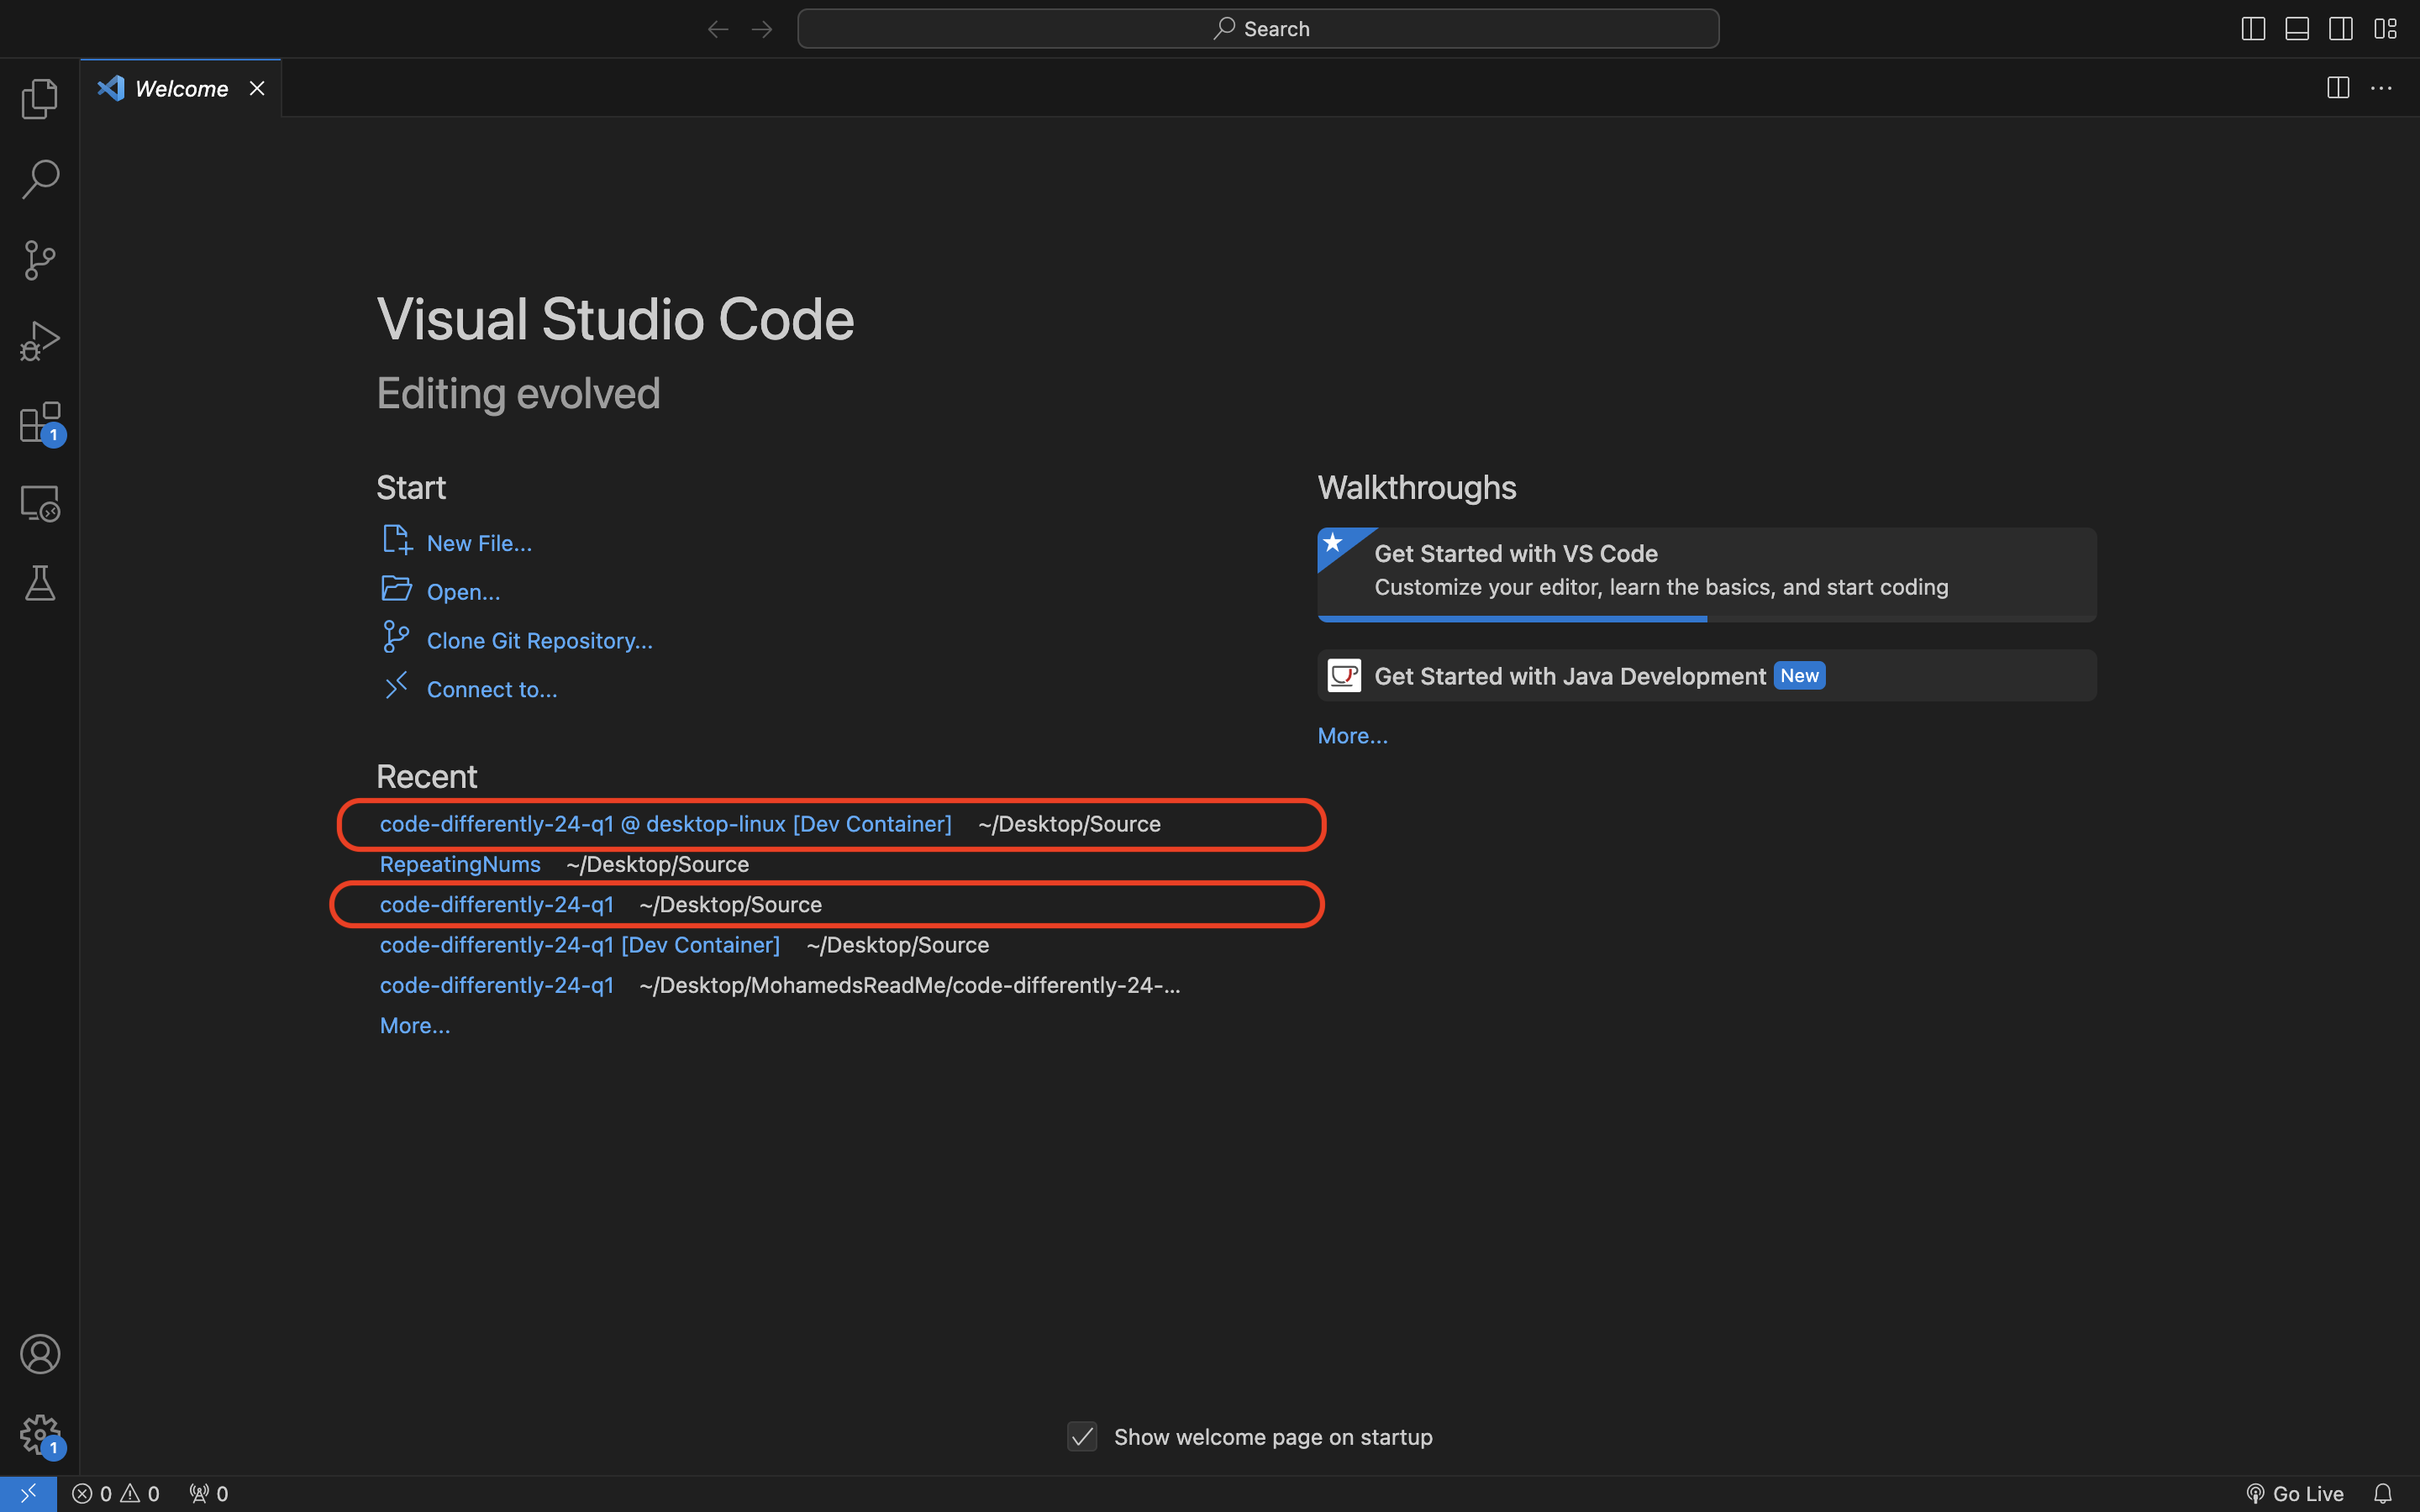 Search
Welcome
Visual Studio Code
Editing evolved
Start
New File...
Open...
Clone Git Repository...
Connect to...
Recent
code-differently-24-q1 @ desktop-linux [Dev Container] ~/Desktop/Source
RepeatingNums ~/Desktop/Source
code-differently-24-q1 ~/Desktop/Source
code-differently-24-q1 [Dev Container] ~/Desktop/Source
code-differently-24-q1 ~/Desktop/MohamedsReadMe/code-differently-24-...
More...
Walkthroughs
Get Started with VS Code
Customize your editor, learn the basics, and start coding
Get Started with Java Development New
More...
1
Show welcome page on startup
1
0 0 0
Go Live